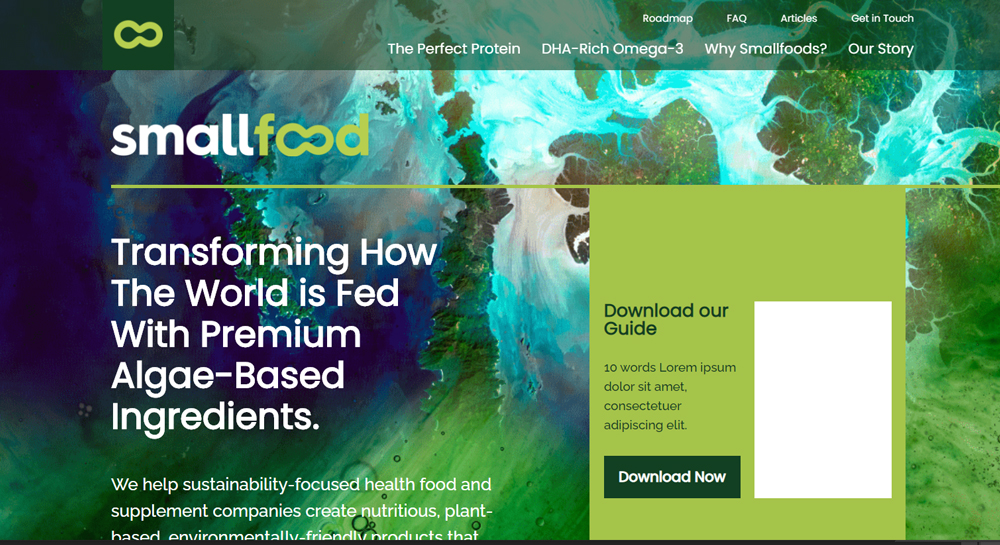 Roadmap FAQ Articles Get in Touch
The Perfect Protein DHA-Rich Omega-3 Why Smallfoods? Our Story
smallfood
Transforming How
The World is Fed
With Premium
Algae-Based
Ingredients.
We help sustainability-focused health food and
supplement companies create nutritious, plant-
based, environmentally-friendly products that
Download our
Guide
10 words Lorem ipsum
dolor sit amet,
consectetuer
adipiscing elit.
Download Now